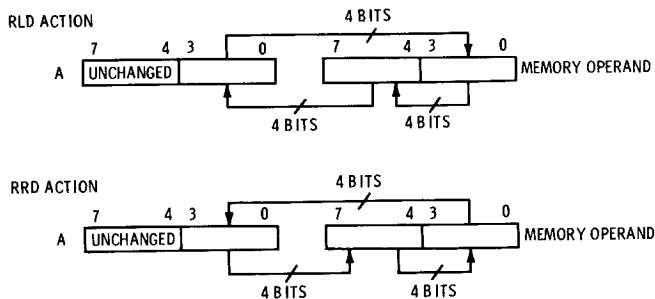 RLD ACTION
4 BITS
7 4 3 0 7 4 3 0
A UNCHANGED MEMORY OPERAND
4 BITS 4 BITS
RRD ACTION
4 BITS
7 4 3 0 7 4 3 0
A UNCHANGED MEMORY OPERAND
4 BITS 4 BITS